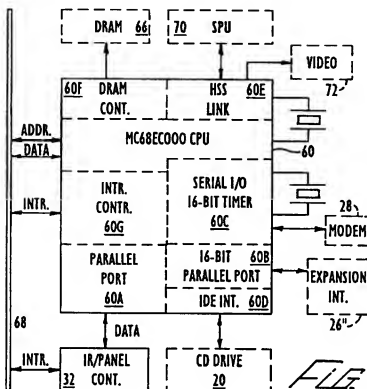 DRAM 66
70 SPU
VIDEO
72
60F
DRAM
CONT.
HSS
LINK
60E
MC68EC000 CPU
60
ADDR.
DATA
INTR.
INTR.
CONTR.
60G
SERIAL I/O
16-BIT TIMER
60C
28
MODEM
PARALLEL
PORT
60A
16-BIT
PARALLEL PORT
60B
IDE INT. 60D
EXPANSION
INT.
26"
68
DATA
INTR.
IR/PANEL
32 CONT.
CD DRIVE
20